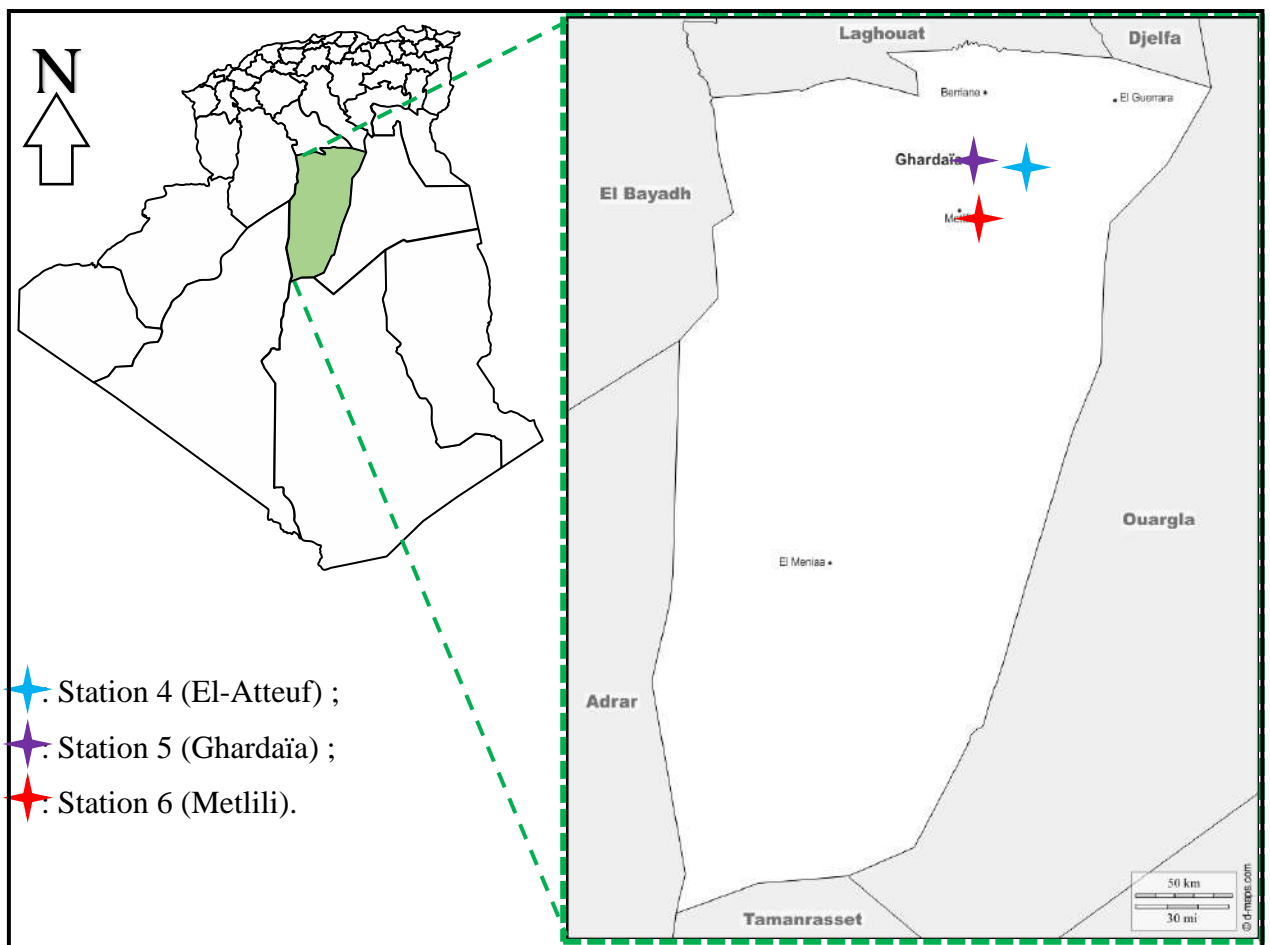 N
Laghouat
Djelfa
Berriane
El Guerrara
Ghardaïa
El Bayadh
Ouargla
El Meniaa
: Station 4 (El-Atteuf) ;
: Station 5 (Ghardaïa) ;
: Station 6 (Metlili).
Adrar
Tamanrasset
50 km
30 mi
© d-maps.com